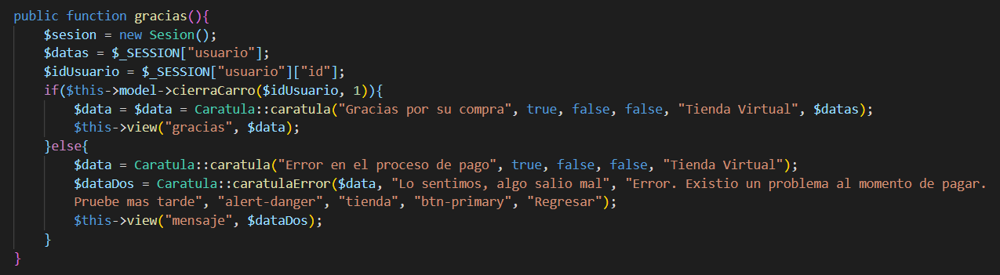 public function gracias(){
$sesion = new Sesion();
$datas = $_SESSION["usuario"];
$idUsuario = $_SESSION["usuario"]["id"];
if($this->model->cierraCarro($idUsuario, 1)){
$data = $data = Caratula::caratula("Gracias por su compra", true, false, false, "Tienda Virtual", $datas);
$this->view("gracias", $data);
}else{
$data = Caratula::caratula("Error en el proceso de pago", true, false, false, "Tienda Virtual");
$dataDos = Caratula::caratulaError($data, "Lo sentimos, algo salio mal", "Error. Existio un problema al momento de pagar.
Pruebe mas tarde", "alert-danger", "tienda", "btn-primary", "Regresar");
$this->view("mensaje", $dataDos);
}
}